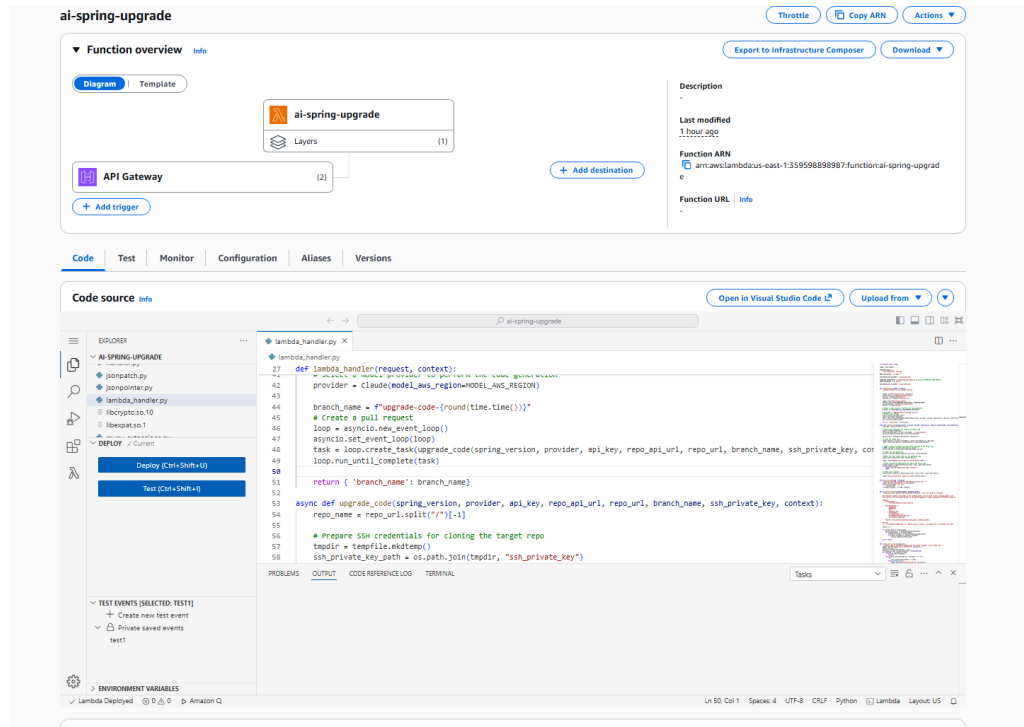 ai-spring-upgrade
Throttle
Copy ARN
Actions
Function overview Info
Export to Infrastructure Composer
Download
Diagram
Template
ai-spring-upgrade
Layers (1)
API Gateway (2)
+ Add trigger
+ Add destination
Description
-
Last modified
1 hour ago
Function ARN
arn:aws:lambda:us-east-1:359598898987:function:ai-spring-upgrad
e
Function URL Info
-
Code
Test
Monitor
Configuration
Aliases
Versions
Code source Info
Open in Visual Studio Code
Upload from
ai-spring-upgrade
EXPLORER
AI-SPRING-UPGRADE
jsonpatch.py
jsonpointer.py
lambda_handler.py
libcrypto.so.10
libexpat.so.1
DEPLOY Current
Deploy (Ctrl+Shift+U)
Test (Ctrl+Shift+I)
TEST EVENTS [SELECTED: TEST1]
Create new test event
Private saved events
test1
ENVIRONMENT VARIABLES
lambda_handler.py
lambda_handler.py
27 def lambda_handler(request, context):
41 # Select a model provider to perform the code generation
42 provider = Claude(model_aws_region=MODEL_AWS_REGION)
43
44 branch_name = f"upgrade-code-{round(time.time())}"
45 # Create a pull request
46 loop = asyncio.new_event_loop()
47 asyncio.set_event_loop(loop)
48 task = loop.create_task(upgrade_code(spring_version, provider, api_key, repo_api_url, repo_url, branch_name, ssh_private_key, con
49 loop.run_until_complete(task)
50
51 return { 'branch_name': branch_name}
52
53 async def upgrade_code(spring_version, provider, api_key, repo_api_url, repo_url, branch_name, ssh_private_key, context):
54 repo_name = repo_url.split("/")[-1]
55
56 # Prepare SSH credentials for cloning the target repo
57 tmpdir = tempfile.mkdtemp()
58 ssh_private_key_path = os.path.join(tmpdir, "ssh_private_key")
PROBLEMS
OUTPUT
CODE REFERENCE LOG
TERMINAL
Tasks
Lambda Deployed
0
0
Amazon Q
Ln 50, Col 1
Spaces: 4
UTF-8
CRLF
Python
Lambda
Layout: US